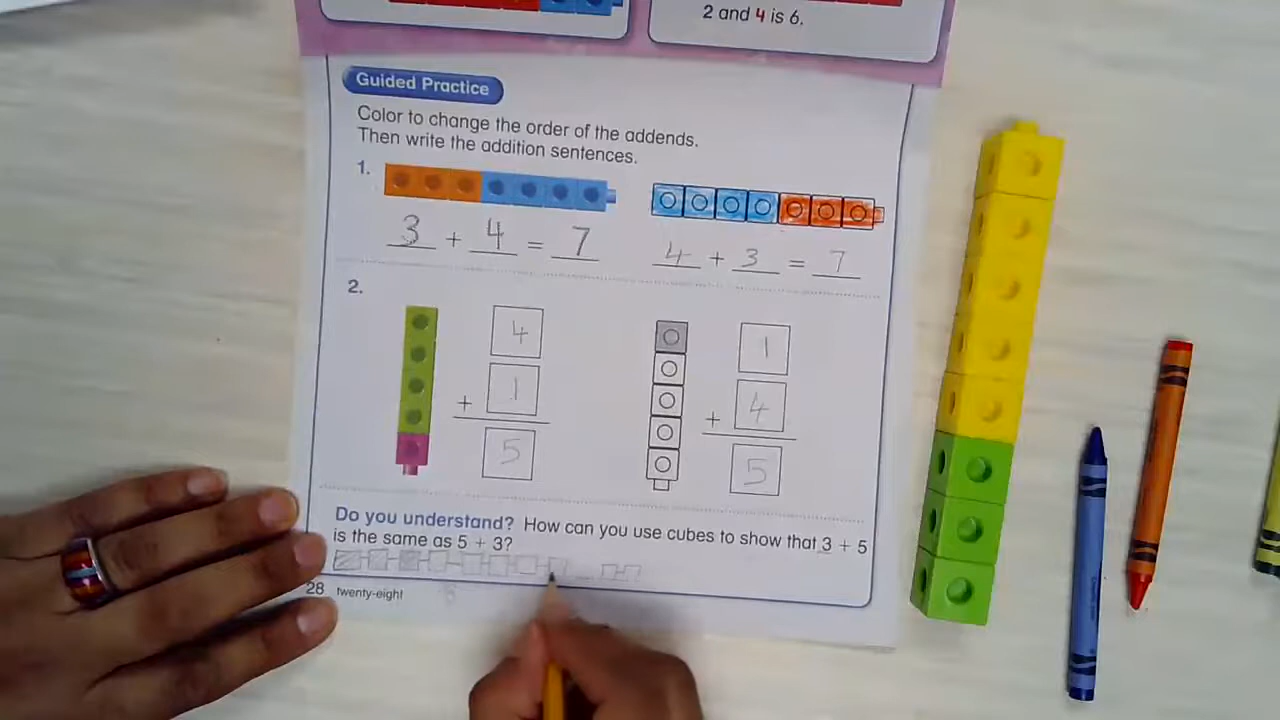 2 and 4 is 6.
Guided Practice
Color to change the order of the addends.
Then write the addition sentences.
1.
3 + 4 = 7
4 + 3 = 7
2.
4
+ 1
5
1
+ 4
5
Do you understand? How can you use cubes to show that 3 + 5
is the same as 5 + 3?
28 twenty-eight